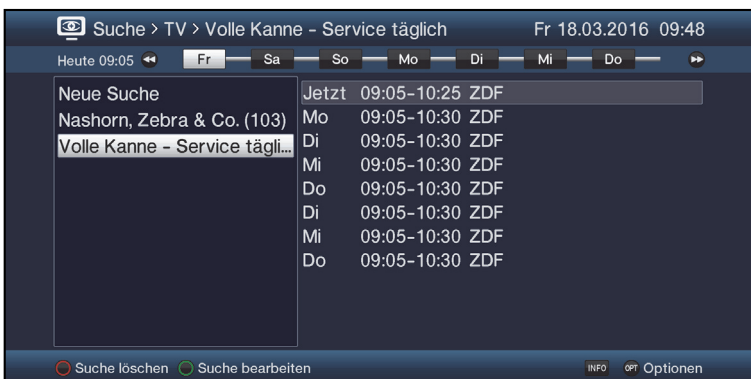 Suche > TV > Volle Kanne - Service täglich Fr 18.03.2016 09:48
Heute 09:05 Fr Sa So Mo Di Mi Do
Neue Suche
Nashorn, Zebra & Co. (103)
Volle Kanne - Service tägli...
Jetzt 09:05-10:25 ZDF
Mo 09:05-10:30 ZDF
Di 09:05-10:30 ZDF
Mi 09:05-10:30 ZDF
Do 09:05-10:30 ZDF
Di 09:05-10:30 ZDF
Mi 09:05-10:30 ZDF
Do 09:05-10:30 ZDF
Suche löschen Suche bearbeiten INFO OPT Optionen